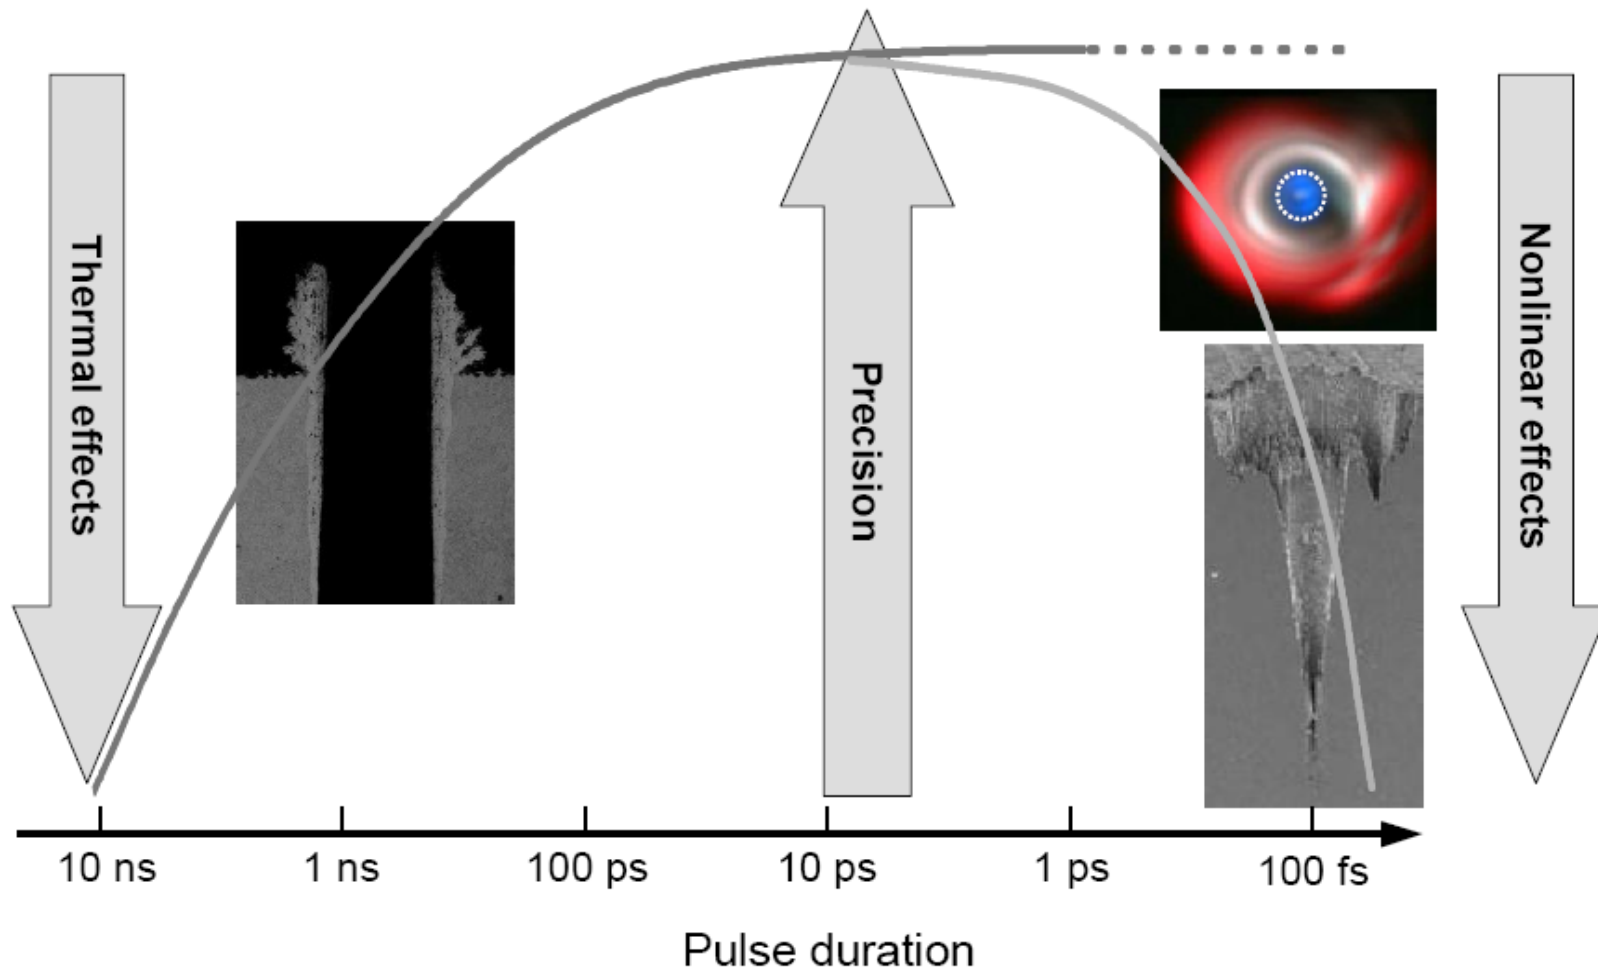 Thermal effects
Precision
Nonlinear effects
10 ns
1 ns
100 ps
10 ps
1 ps
100 fs
Pulse duration